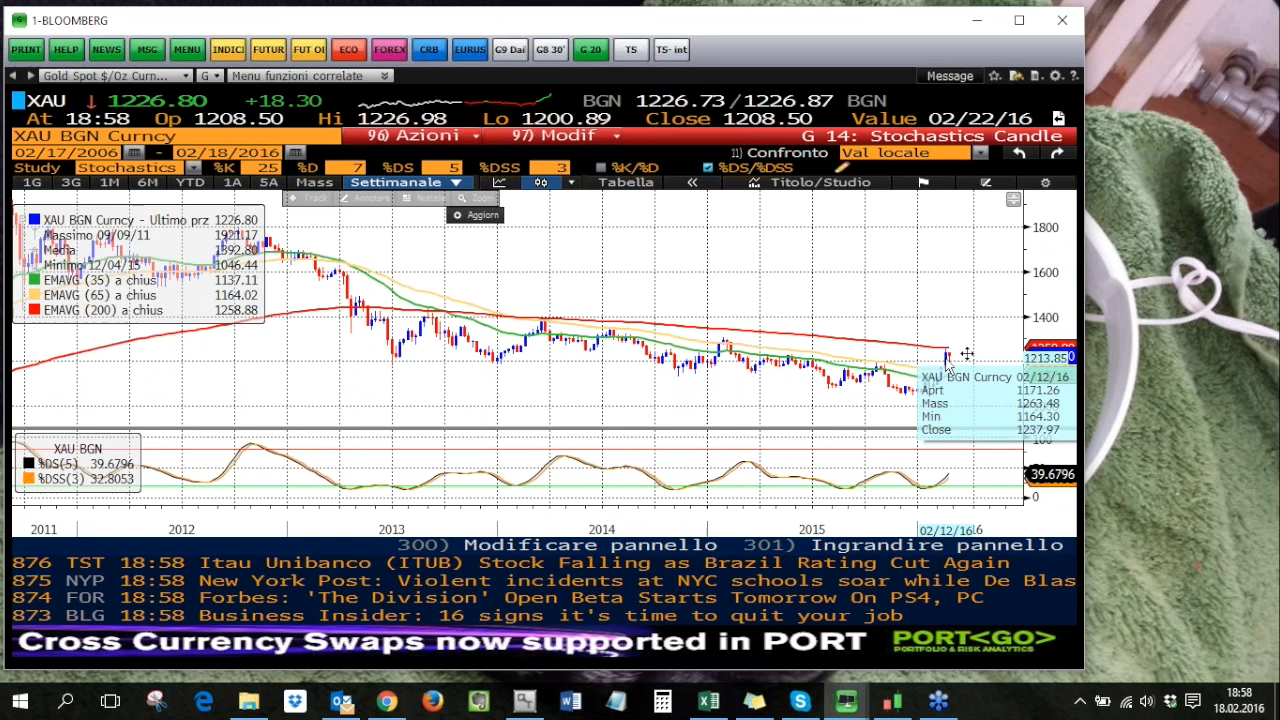 1-BLOOMBERG
PRINT HELP NEWS MSG MENU INDICI FUTUR FUT OI ECO FOREX CRB EURUS G9 Dai G8 30' G 20 TS TS- int
Gold Spot $/Oz Curn... G Menu funzioni correlate Message
XAU ↓ 1226.80 +18.30 BGN 1226.73/1226.87 BGN
At 18:58 Op 1208.50 Hi 1226.98 Lo 1200.89 Close 1208.50 Value 02/22/16
XAU BGN Curncy 96) Azioni 97) Modif G 14: Stochastics Candle
02/17/2006 - 02/18/2016 11) Confronto Val locale
Study Stochastics %K 25 %D 7 %DS 5 %DSS 3 %K/%D %DS/%DSS
1G 3G 1M 6M YTD 1A 5A Mass Settimanale Tabella « Titolo/Studio
Track Annotare Notizie Zoom
Aggiorn
XAU BGN Curncy - Ultimo prz 1226.80
Massimo 09/09/11 1921.17
Media 1392.80
Minimo 12/04/15 1046.44
EMAVG (35) a chius 1137.11
EMAVG (65) a chius 1164.02
EMAVG (200) a chius 1258.88
1800
1600
1400
1213.85
XAU BGN Curncy 02/12/16
Aprt 1171.26
Mass 1263.48
Min 1164.30
Close 1237.97
100
XAU BGN
%DS(5) 39.6796
%DSS(3) 32.8053
39.6796
0
2011 2012 2013 2014 2015 02/12/16
300) Modificare pannello 301) Ingrandire pannello
876 TST 18:58 Itau Unibanco (ITUB) Stock Falling as Brazil Rating Cut Again
875 NYP 18:58 New York Post: Violent incidents at NYC schools soar while De Blas
874 FOR 18:58 Forbes: 'The Division' Open Beta Starts Tomorrow On PS4, PC
873 BLG 18:58 Business Insider: 16 signs it's time to quit your job
Cross Currency Swaps now supported in PORT PORT<GO>
PORTFOLIO & RISK ANALYTICS
18:58
18.02.2016